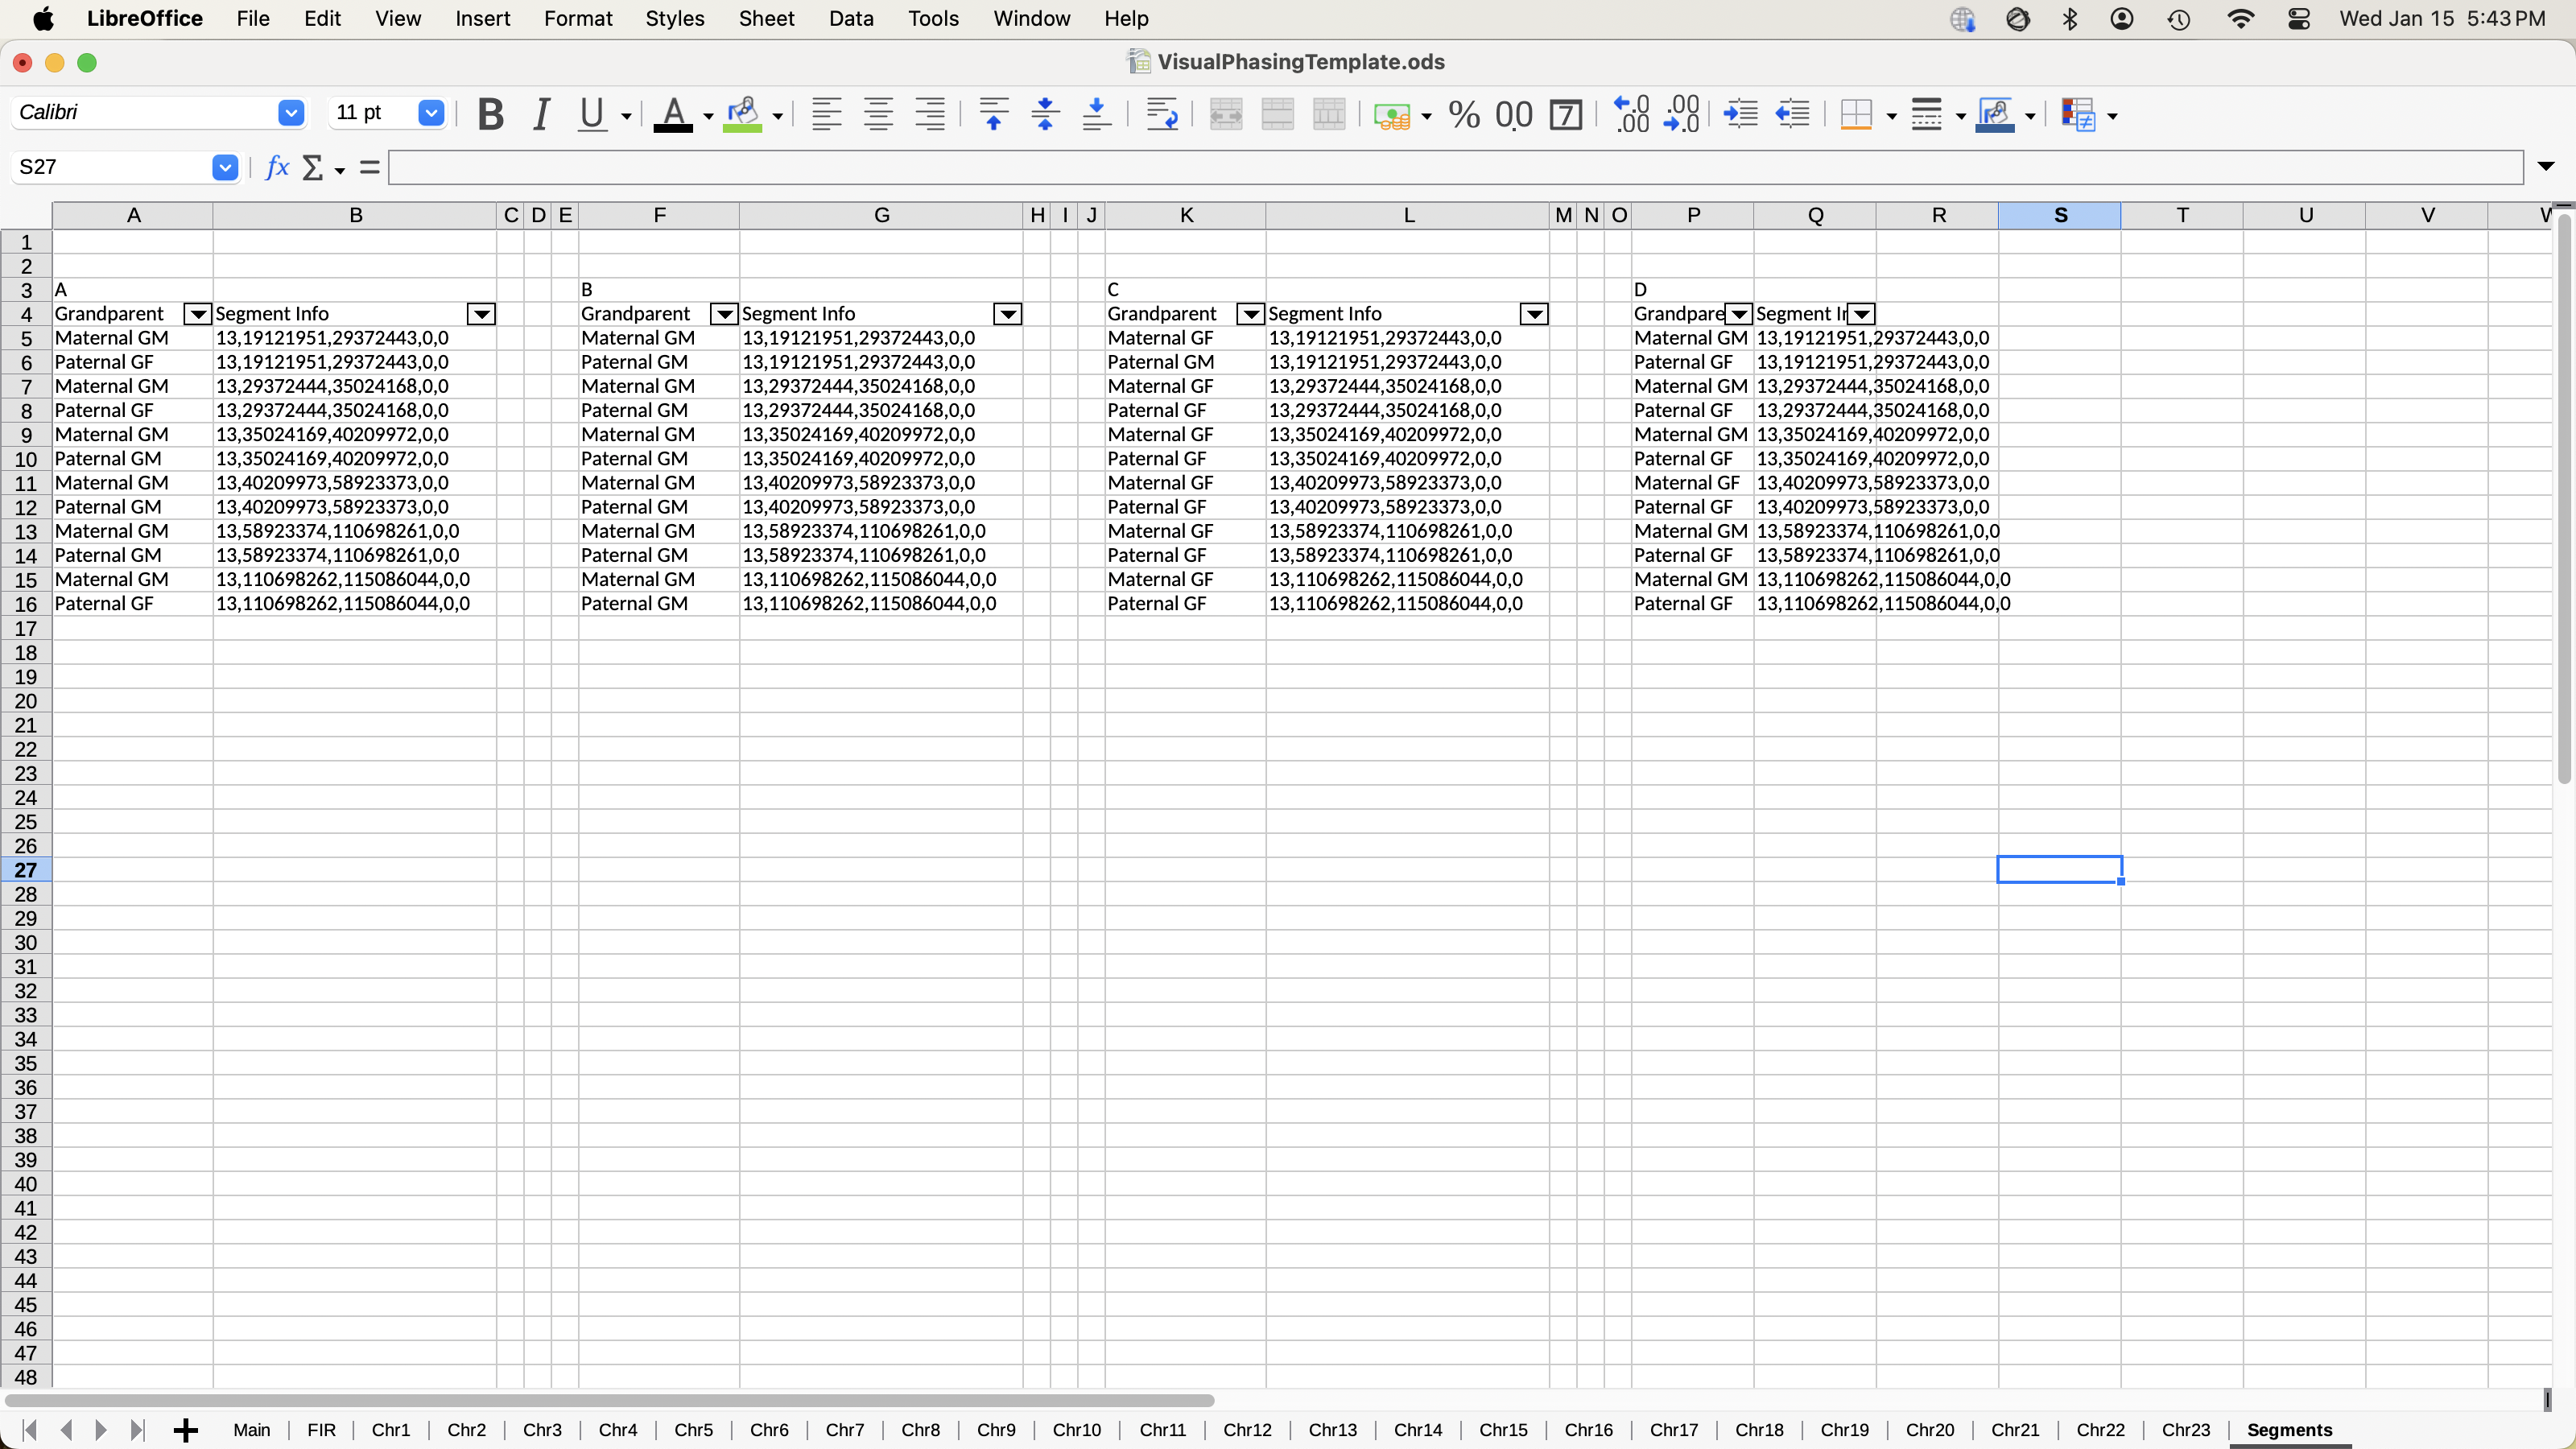 LibreOffice File Edit View Insert Format Styles Sheet Data Tools Window Help Wed Jan 15 5:43 PM
VisualPhasingTemplate.ods
Calibri 11 pt B I U A % 0.0 7 .0 .00 .00 .0
S27 fx Σ =
A B C D E F G H I J K L M N O P Q R S T U V W
1
2
3 A B C D
4 Grandparent Segment Info Grandparent Segment Info Grandparent Segment Info Grandpare Segment Ir
5 Maternal GM 13,19121951,29372443,0,0 Maternal GM 13,19121951,29372443,0,0 Maternal GF 13,19121951,29372443,0,0 Maternal GM 13,19121951,29372443,0,0
6 Paternal GF 13,19121951,29372443,0,0 Paternal GM 13,19121951,29372443,0,0 Paternal GM 13,19121951,29372443,0,0 Paternal GF 13,19121951,29372443,0,0
7 Maternal GM 13,29372444,35024168,0,0 Maternal GM 13,29372444,35024168,0,0 Maternal GF 13,29372444,35024168,0,0 Maternal GM 13,29372444,35024168,0,0
8 Paternal GF 13,29372444,35024168,0,0 Paternal GM 13,29372444,35024168,0,0 Paternal GF 13,29372444,35024168,0,0 Paternal GF 13,29372444,35024168,0,0
9 Maternal GM 13,35024169,40209972,0,0 Maternal GM 13,35024169,40209972,0,0 Maternal GF 13,35024169,40209972,0,0 Maternal GM 13,35024169,40209972,0,0
10 Paternal GM 13,35024169,40209972,0,0 Paternal GM 13,35024169,40209972,0,0 Paternal GF 13,35024169,40209972,0,0 Paternal GF 13,35024169,40209972,0,0
11 Maternal GM 13,40209973,58923373,0,0 Maternal GM 13,40209973,58923373,0,0 Maternal GF 13,40209973,58923373,0,0 Maternal GF 13,40209973,58923373,0,0
12 Paternal GM 13,40209973,58923373,0,0 Paternal GM 13,40209973,58923373,0,0 Paternal GF 13,40209973,58923373,0,0 Paternal GF 13,40209973,58923373,0,0
13 Maternal GM 13,58923374,110698261,0,0 Maternal GM 13,58923374,110698261,0,0 Maternal GF 13,58923374,110698261,0,0 Maternal GM 13,58923374,110698261,0,0
14 Paternal GM 13,58923374,110698261,0,0 Paternal GM 13,58923374,110698261,0,0 Paternal GF 13,58923374,110698261,0,0 Paternal GF 13,58923374,110698261,0,0
15 Maternal GM 13,110698262,115086044,0,0 Maternal GM 13,110698262,115086044,0,0 Maternal GF 13,110698262,115086044,0,0 Maternal GM 13,110698262,115086044,0,0
16 Paternal GF 13,110698262,115086044,0,0 Paternal GM 13,110698262,115086044,0,0 Paternal GF 13,110698262,115086044,0,0 Paternal GF 13,110698262,115086044,0,0
17
18
19
20
21
22
23
24
25
26
27
28
29
30
31
32
33
34
35
36
37
38
39
40
41
42
43
44
45
46
47
48
Main FIR Chr1 Chr2 Chr3 Chr4 Chr5 Chr6 Chr7 Chr8 Chr9 Chr10 Chr11 Chr12 Chr13 Chr14 Chr15 Chr16 Chr17 Chr18 Chr19 Chr20 Chr21 Chr22 Chr23 Segments